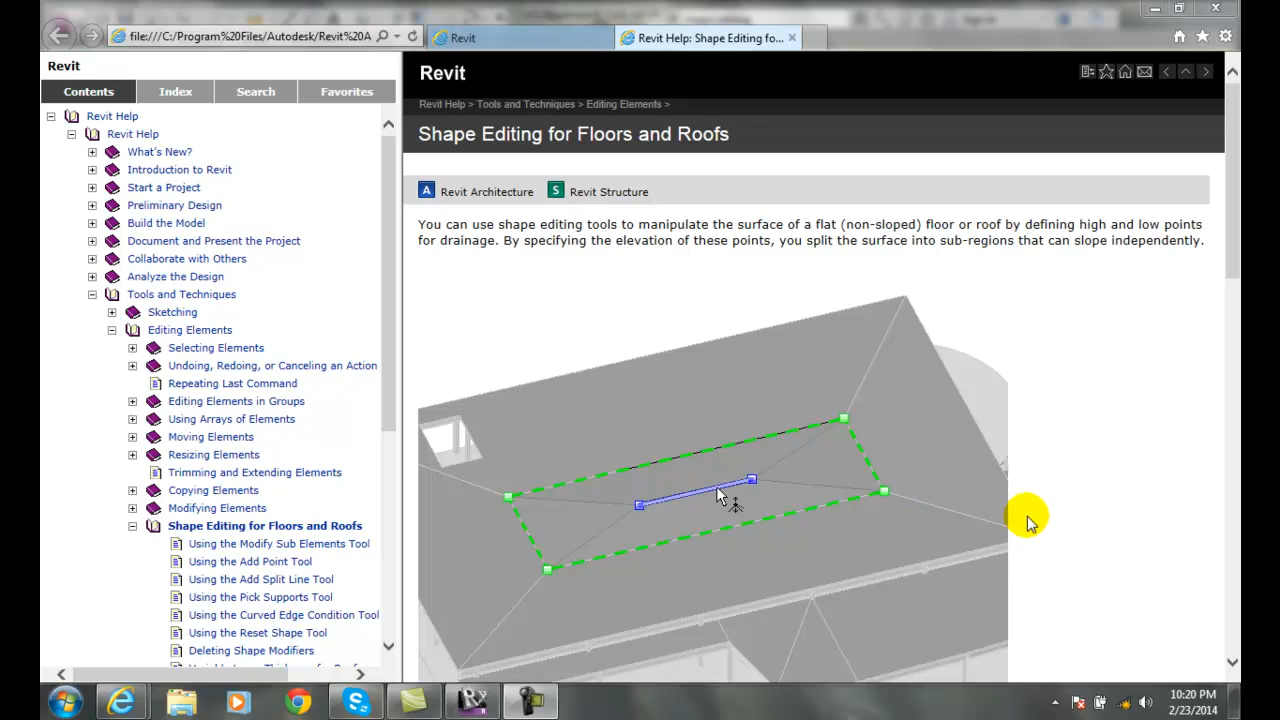 file:///C:/Program%20Files/Autodesk/Revit%20A
Revit
Revit Help: Shape Editing fo...
Revit
Contents
Index
Search
Favorites
Revit Help
Revit Help
What's New?
Introduction to Revit
Start a Project
Preliminary Design
Build the Model
Document and Present the Project
Collaborate with Others
Analyze the Design
Tools and Techniques
Sketching
Editing Elements
Selecting Elements
Undoing, Redoing, or Canceling an Action
Repeating Last Command
Editing Elements in Groups
Using Arrays of Elements
Moving Elements
Resizing Elements
Trimming and Extending Elements
Copying Elements
Modifying Elements
Shape Editing for Floors and Roofs
Using the Modify Sub Elements Tool
Using the Add Point Tool
Using the Add Split Line Tool
Using the Pick Supports Tool
Using the Curved Edge Condition Tool
Using the Reset Shape Tool
Deleting Shape Modifiers
Revit
Revit Help > Tools and Techniques > Editing Elements >
Shape Editing for Floors and Roofs
A Revit Architecture S Revit Structure
You can use shape editing tools to manipulate the surface of a flat (non-sloped) floor or roof by defining high and low points
for drainage. By specifying the elevation of these points, you split the surface into sub-regions that can slope independently.
10:20 PM
2/23/2014